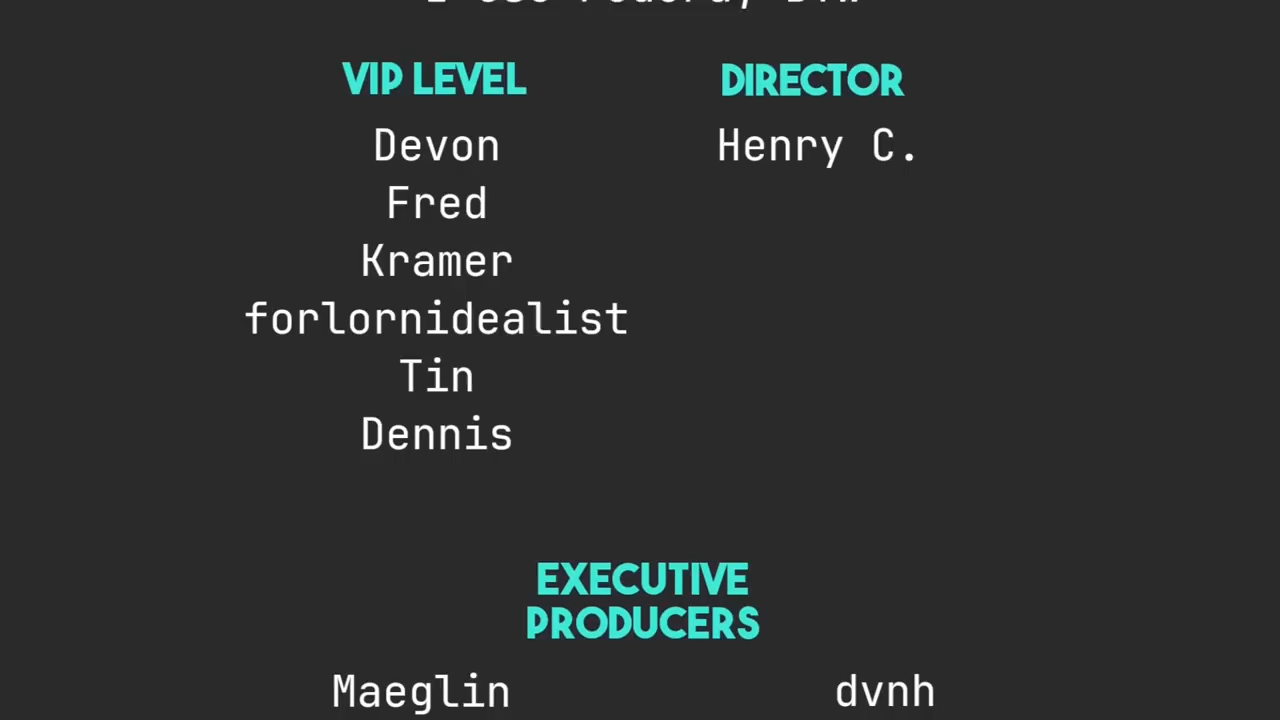 VIP LEVEL
Devon
Fred
Kramer
forlornidealist
Tin
Dennis
DIRECTOR
Henry C.
EXECUTIVE
PRODUCERS
Maeglin
dvnh